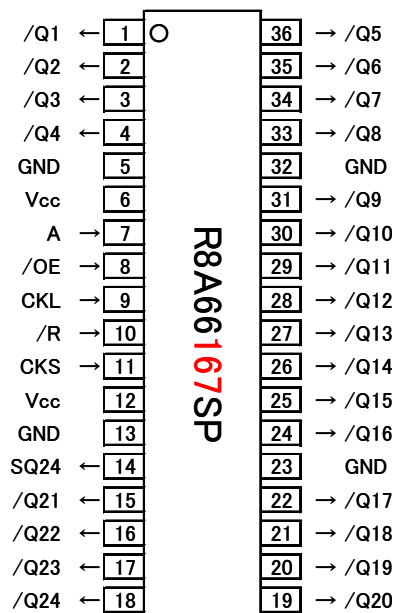 /Q1 ← 1 36 → /Q5
/Q2 ← 2 35 → /Q6
/Q3 ← 3 34 → /Q7
/Q4 ← 4 33 → /Q8
GND 5 32 GND
Vcc 6 31 → /Q9
A → 7 30 → /Q10
/OE → 8 29 → /Q11
CKL → 9 28 → /Q12
/R → 10 27 → /Q13
CKS → 11 26 → /Q14
Vcc 12 25 → /Q15
GND 13 24 → /Q16
SQ24 ← 14 23 GND
/Q21 ← 15 22 → /Q17
/Q22 ← 16 21 → /Q18
/Q23 ← 17 20 → /Q19
/Q24 ← 18 19 → /Q20
R8A66167SP